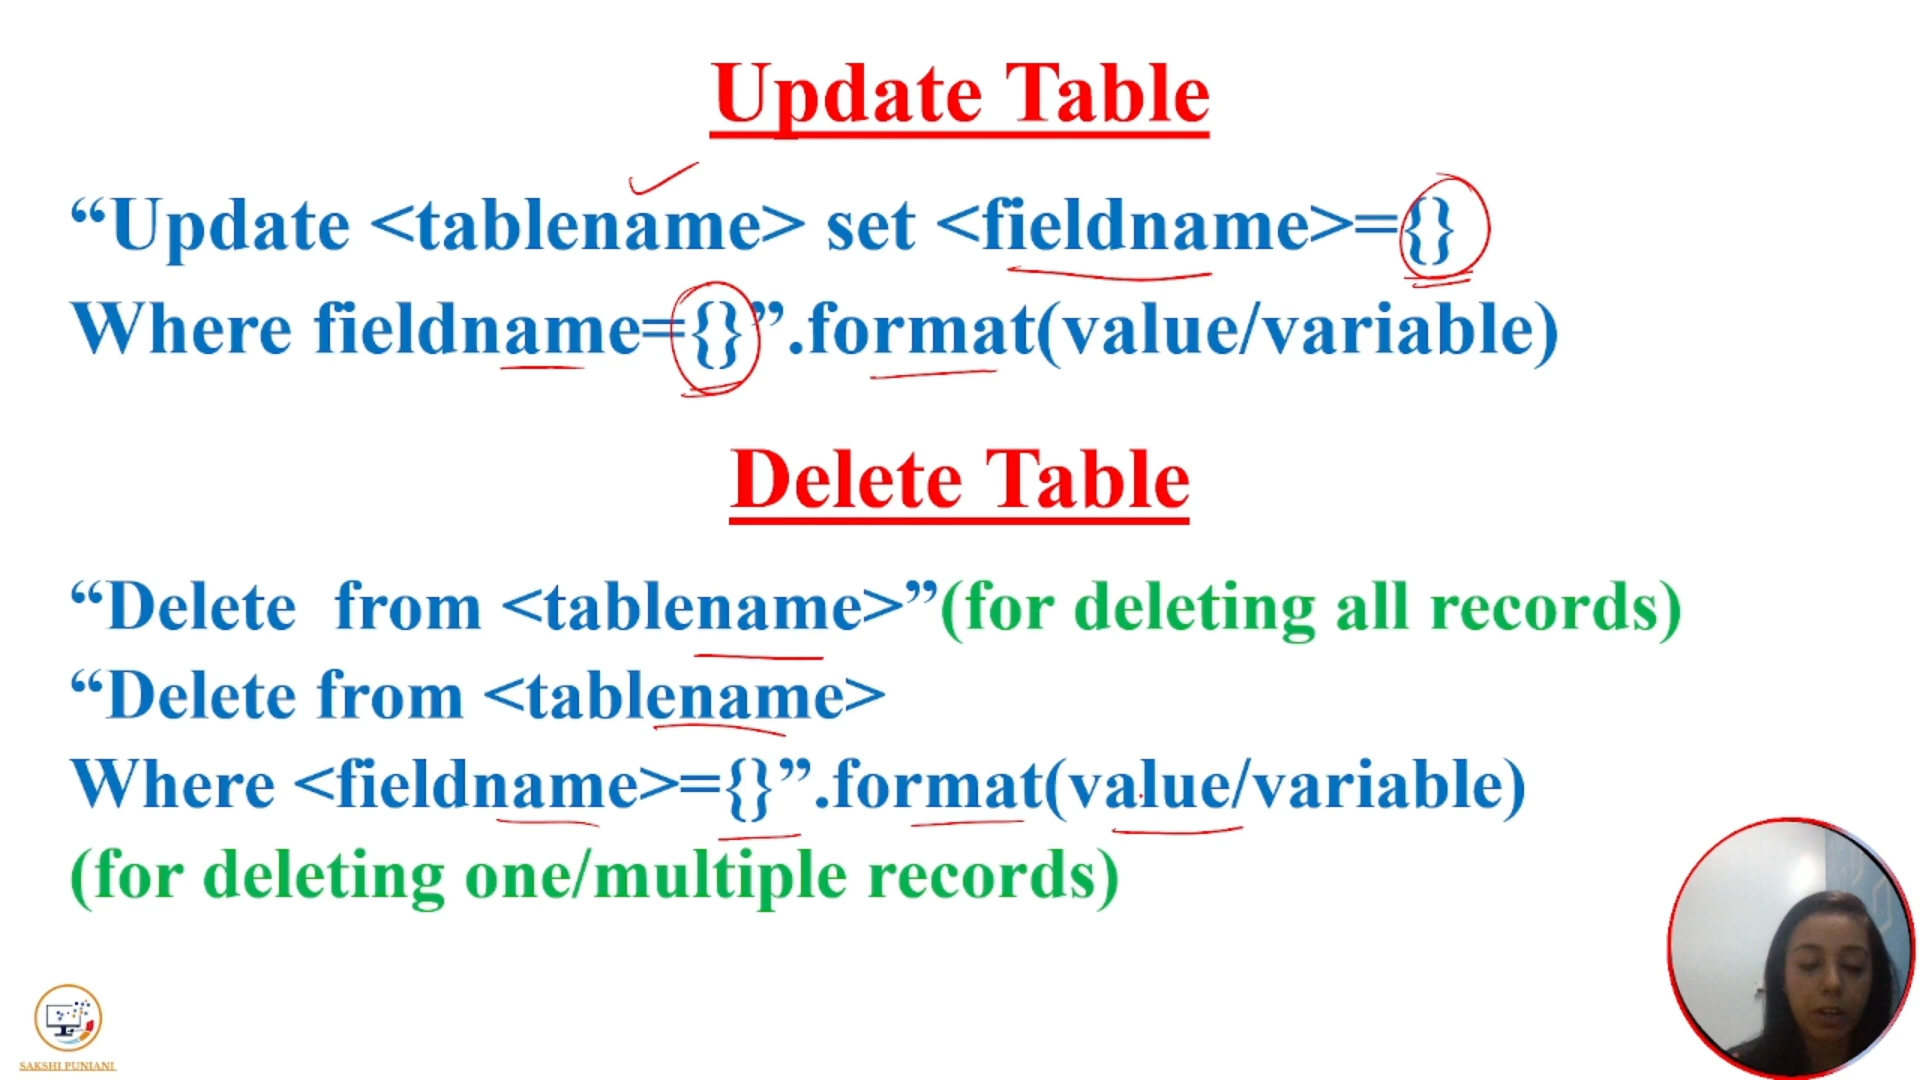 Update Table
“Update <tablename> set <fieldname>={}
Where fieldname={}”.format(value/variable)
Delete Table
“Delete  from <tablename>”(for deleting all records)
“Delete from <tablename>
Where <fieldname>={}”.format(value/variable)
(for deleting one/multiple records)
SAKSHI PUNIANI